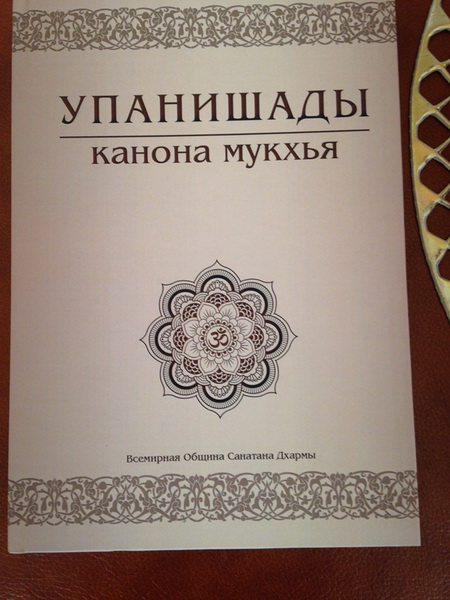 УПАНИШАДЫ
КАНОНА МУКХЬЯ
ॐ
Всемирная Община Санатана Дхармы